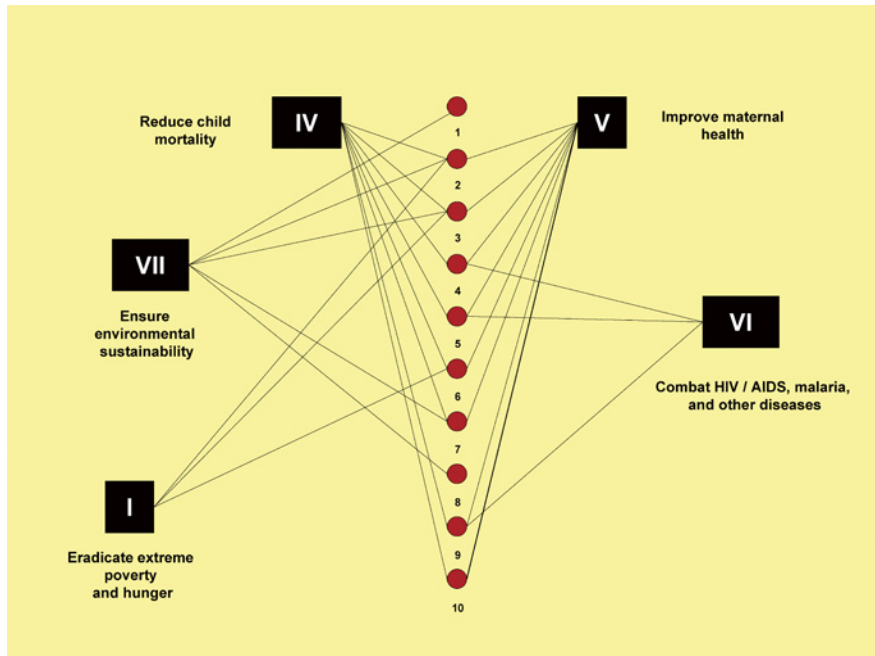 IV
Reduce child
mortality
V
Improve maternal
health
VII
Ensure
environmental
sustainability
VI
Combat HIV / AIDS, malaria,
and other diseases
I
Eradicate extreme
poverty
and hunger
1
2
3
4
5
6
7
8
9
10